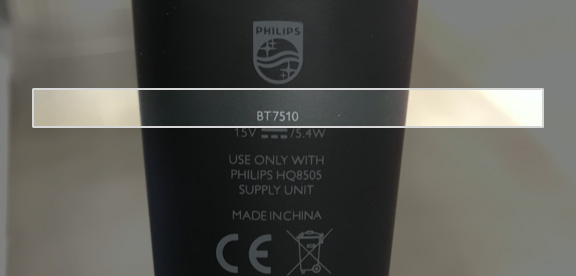 PHILIPS
BT7510
15V ⎓ /5.4W
USE ONLY WITH
PHILIPS HQ8505
SUPPLY UNIT
MADE IN CHINA
CE